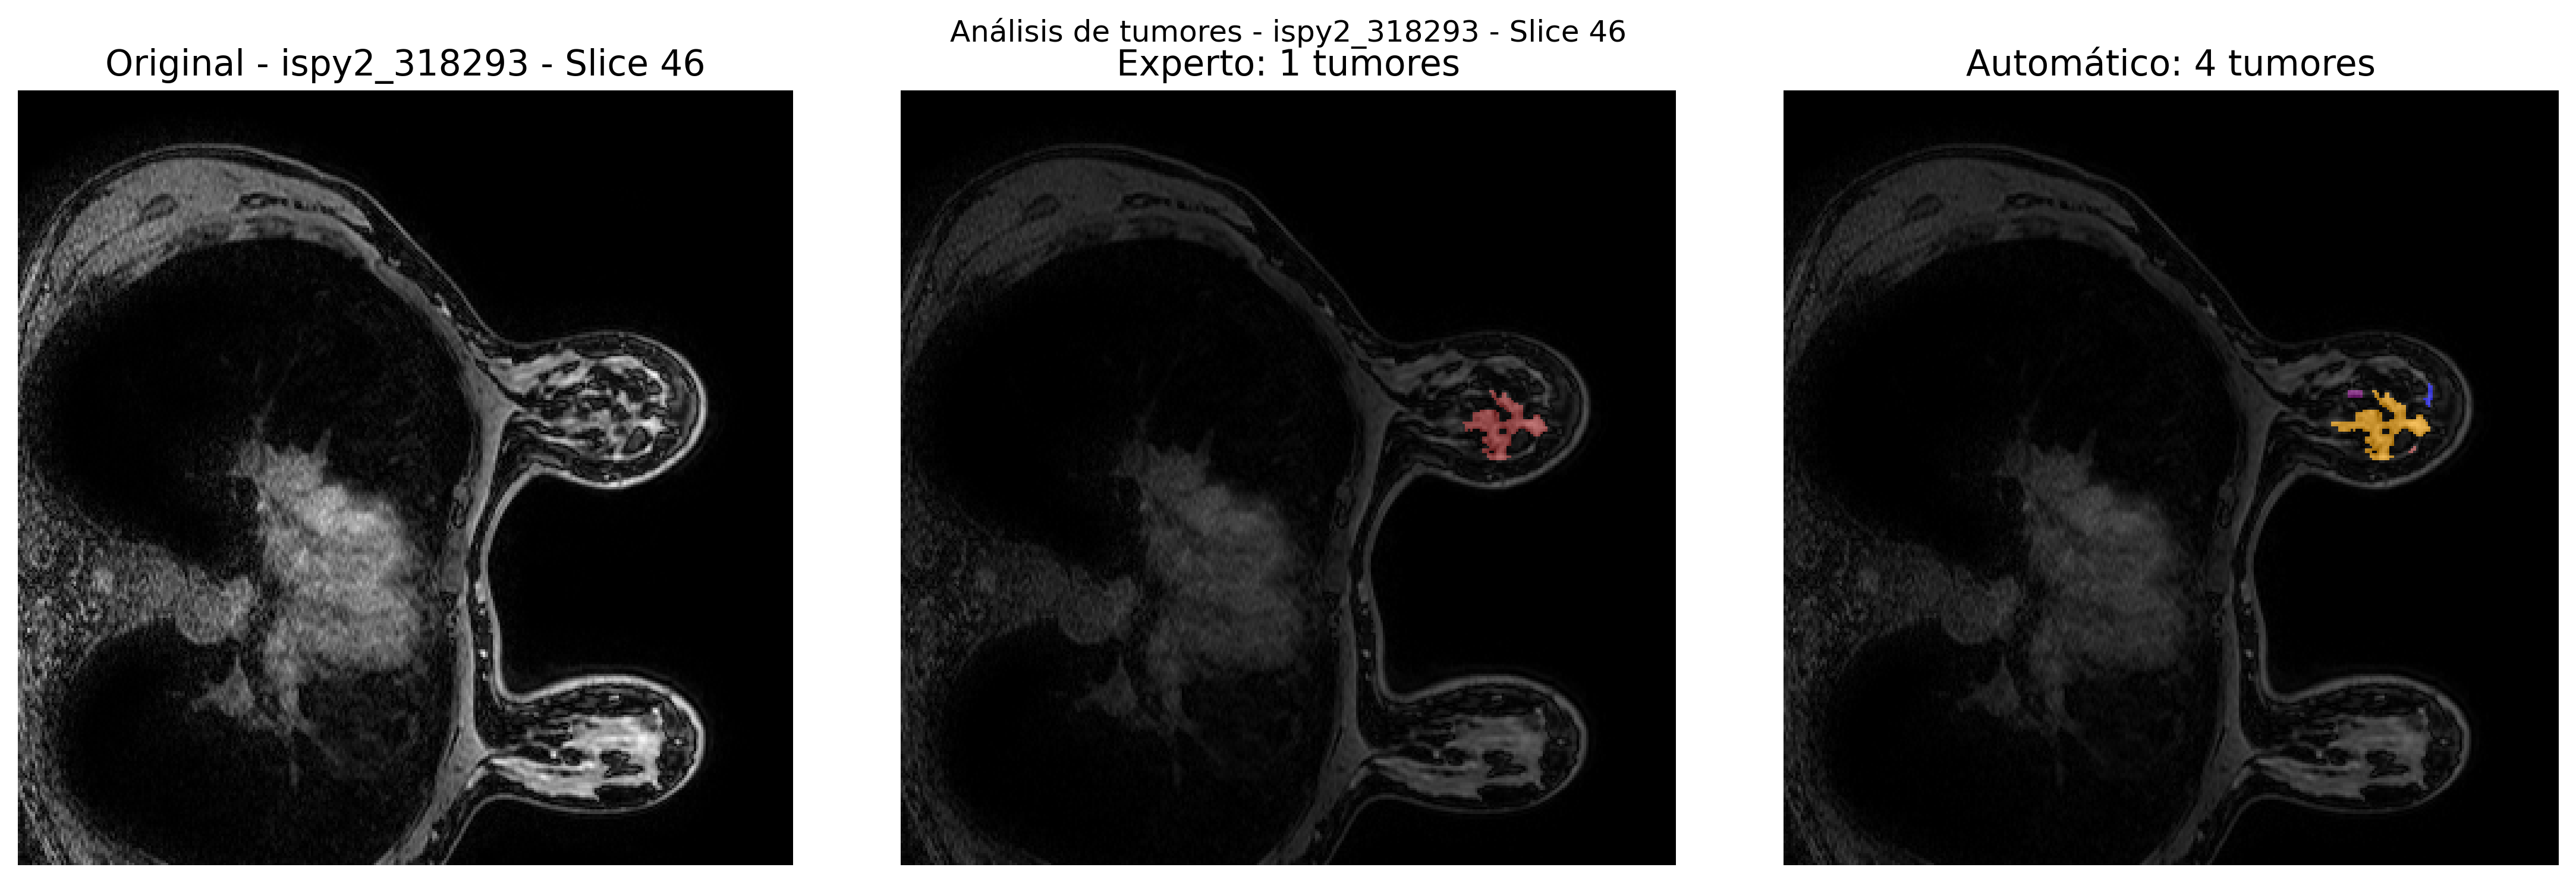 Análisis de tumores - ispy2_318293 - Slice 46
Original - ispy2_318293 - Slice 46
Experto: 1 tumores
Automático: 4 tumores